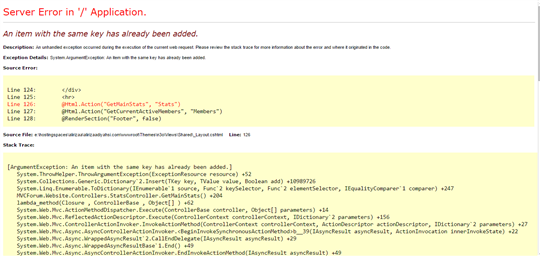 Server Error in '/' Application.
An item with the same key has already been added.
Description: An unhandled exception occurred during the execution of the current web request. Please review the stack trace for more information about the error and where it originated in the code.
Exception Details: System.ArgumentException: An item with the same key has already been added.
Source Error:
Line 124: </div>
Line 125: <hr>
Line 126: @Html.Action("GetMainStats", "Stats")
Line 127: @Html.Action("GetCurrentActiveMembers", "Members")
Line 128: @RenderSection("Footer", false)
Source File: Line: 126
Stack Trace:
[ArgumentException: An item with the same key has already been added.]
System.ThrowHelper.ThrowArgumentException(ExceptionResource resource) +52
System.Collections.Generic.Dictionary`2.Insert(TKey key, TValue value, Boolean add) +10989726
System.Linq.Enumerable.ToDictionary(IEnumerable`1 source, Func`2 keySelector, Func`2 elementSelector, IEqualityComparer`1 comparer) +247
MVCForum.Website.Controllers.StatsController.GetMainStats() +204
lambda_method(Closure , ControllerBase , Object[] ) +62
System.Web.Mvc.ActionMethodDispatcher.Execute(ControllerBase controller, Object[] parameters) +14
System.Web.Mvc.ReflectedActionDescriptor.Execute(ControllerContext controllerContext, IDictionary`2 parameters) +156
System.Web.Mvc.ControllerActionInvoker.InvokeActionMethod(ControllerContext controllerContext, ActionDescriptor actionDescriptor, IDictionary`2 parameters) +27
System.Web.Mvc.Async.AsyncControllerActionInvoker.<BeginInvokeSynchronousActionMethod>b__39(IAsyncResult asyncResult, ActionInvocation innerInvokeState) +22
System.Web.Mvc.Async.WrappedAsyncResult`2.CallEndDelegate(IAsyncResult asyncResult) +29
System.Web.Mvc.Async.WrappedAsyncResultBase`1.End() +49
System.Web.Mvc.Async.AsyncControllerActionInvoker.EndInvokeActionMethod(IAsyncResult asyncResult) +49